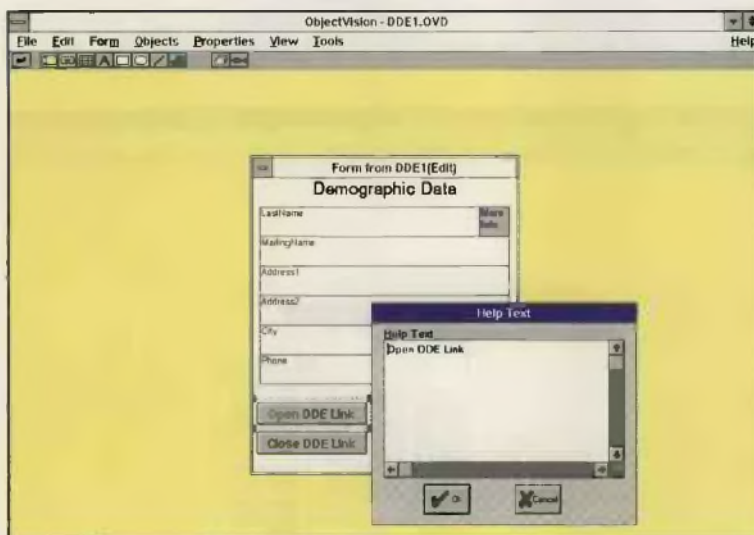 ObjectVision - DDE1.OVD
File Edit Form Objects Properties View Tools Help
A
Form from DDE1(Edit)
Demographic Data
LastName
More Info
MailingName
Address1
Address2
City
Phone
Open DDE Link
Close DDE Link
Help Text
Help Text
Open DDE Link
Ok
Cancel